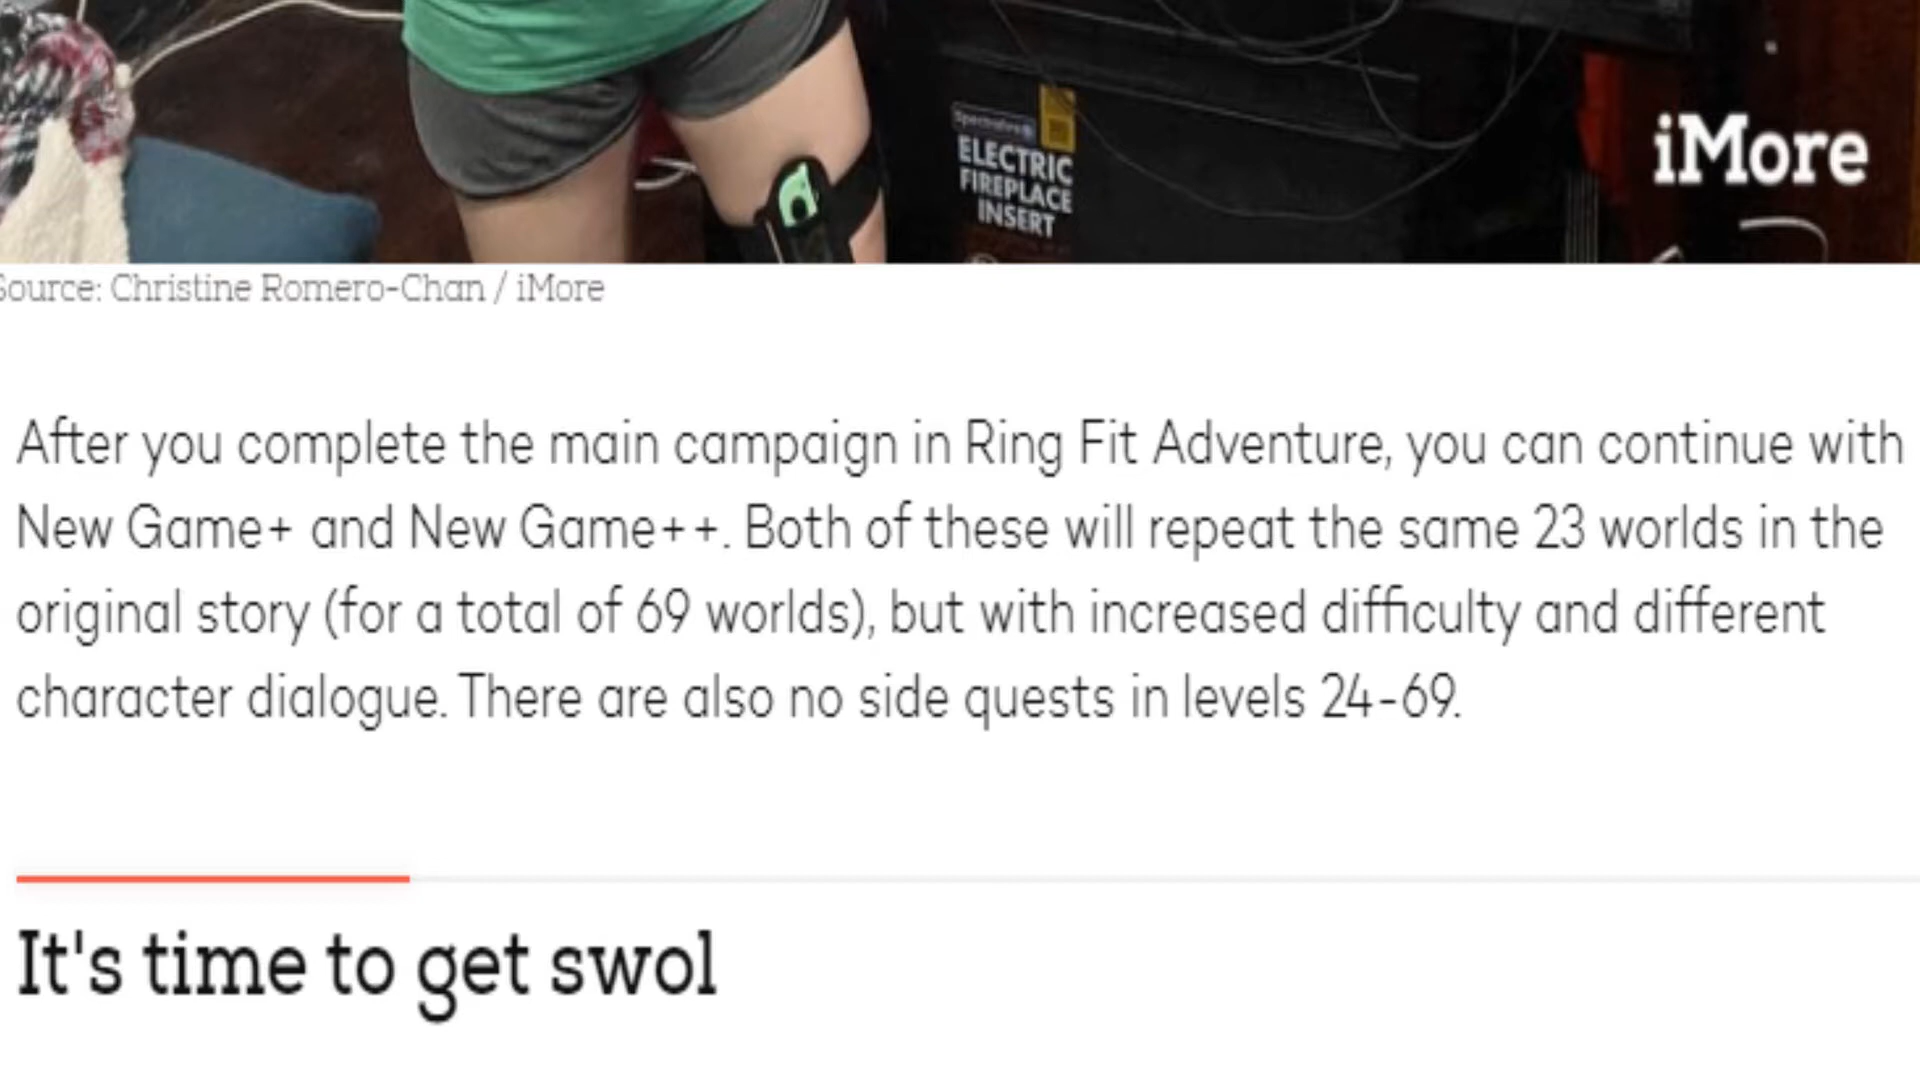 Spectrafire
ELECTRIC
FIREPLACE
INSERT
iMore
Source: Christine Romero-Chan / iMore
After you complete the main campaign in Ring Fit Adventure, you can continue with
New Game+ and New Game++. Both of these will repeat the same 23 worlds in the
original story (for a total of 69 worlds), but with increased difficulty and different
character dialogue. There are also no side quests in levels 24-69.
It's time to get swol